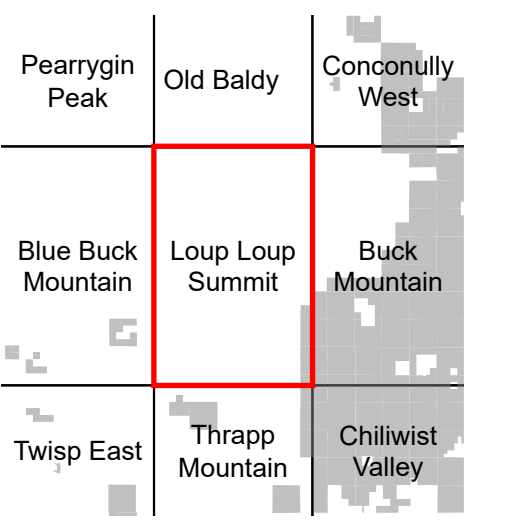 Pearrygin
Peak
Old Baldy
Conconully
West
Blue Buck
Mountain
Loup Loup
Summit
Buck
Mountain
Twisp East
Thrapp
Mountain
Chiliwist
Valley